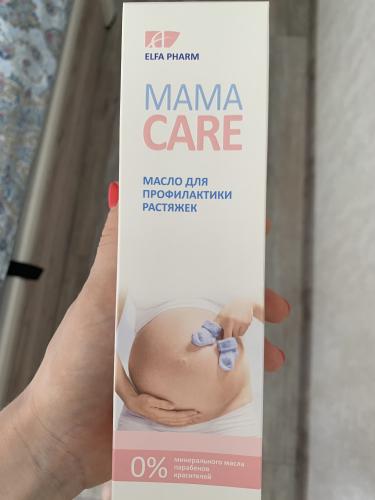 ELFA PHARM
MAMA
CARE
МАСЛО ДЛЯ
ПРОФИЛАКТИКИ
РАСТЯЖЕК
0%
минерального масла
парабенов
красителей